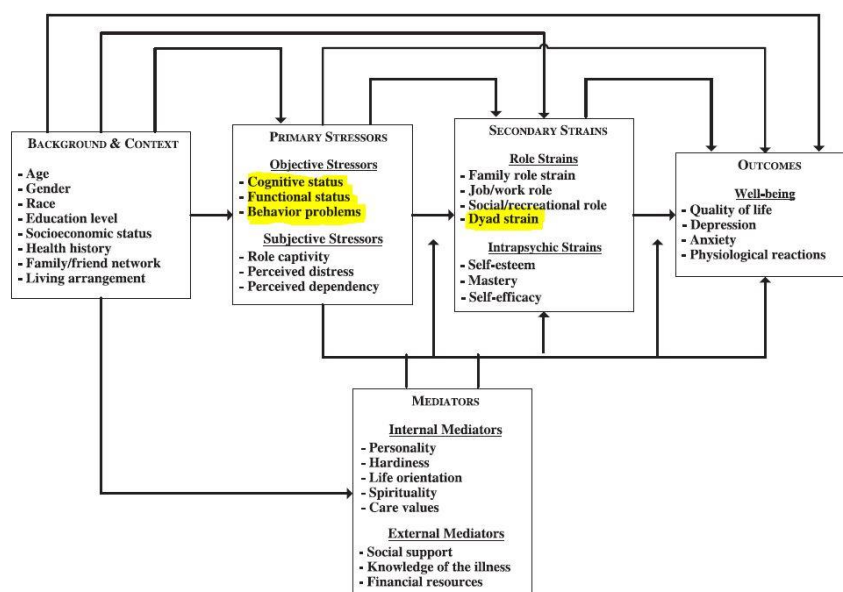 BACKGROUND & CONTEXT
- Age
- Gender
- Race
- Education level
- Socioeconomic status
- Health history
- Family/friend network
- Living arrangement
PRIMARY STRESSORS
Objective Stressors
- Cognitive status
- Functional status
- Behavior problems
Subjective Stressors
- Role captivity
- Perceived distress
- Perceived dependency
SECONDARY STRAINS
Role Strains
- Family role strain
- Job/work role
- Social/recreational role
- Dyad strain
Intrapsychic Strains
- Self-esteem
- Mastery
- Self-efficacy
OUTCOMES
Well-being
- Quality of life
- Depression
- Anxiety
- Physiological reactions
MEDIATORS
Internal Mediators
- Personality
- Hardiness
- Life orientation
- Spirituality
- Care values
External Mediators
- Social support
- Knowledge of the illness
- Financial resources